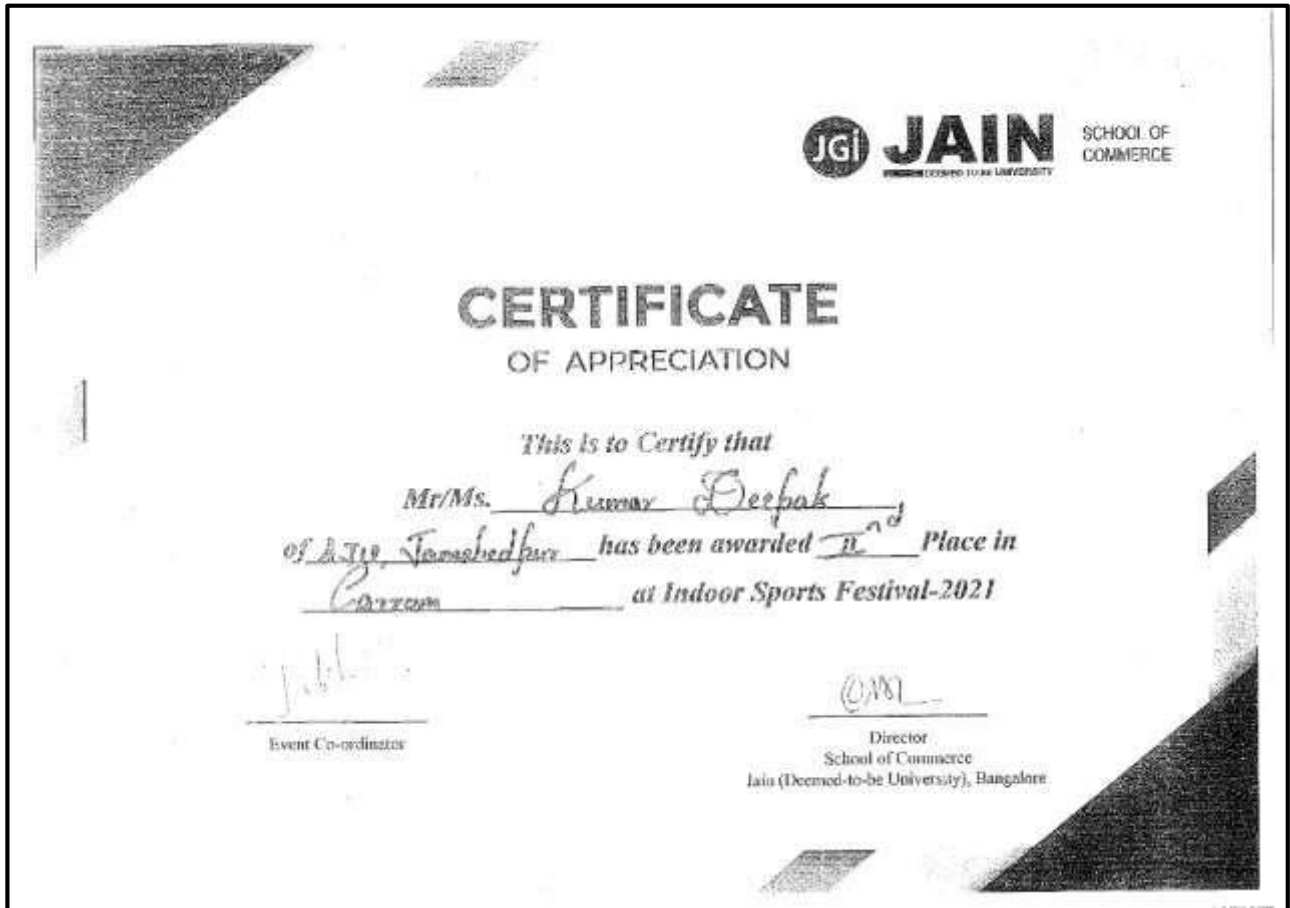 JGi JAIN SCHOOL OF
COMMERCE
DEEMED-TO-BE UNIVERSITY
CERTIFICATE
OF APPRECIATION
This is to Certify that
Mr/Ms. Kumar Deepak
of Jamshedpur has been awarded IInd Place in
Carrom at Indoor Sports Festival-2021
Event Co-ordinator
Director
School of Commerce
Jain (Deemed-to-be University), Bangalore